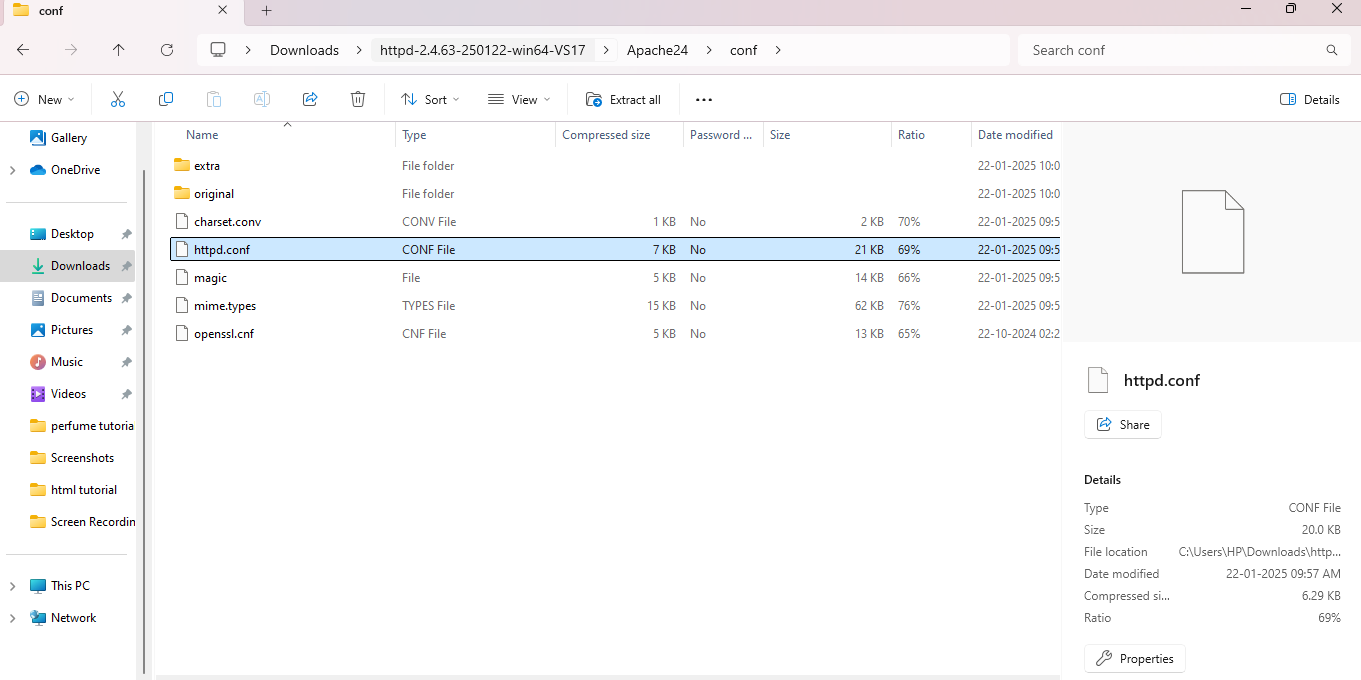 conf
Downloads httpd-2.4.63-250122-win64-VS17 Apache24 conf Search conf
New Sort View Extract all Details
Gallery
OneDrive
Desktop
Downloads
Documents
Pictures
Music
Videos
perfume tutoria
Screenshots
html tutorial
Screen Recordin
This PC
Network
Name Type Compressed size Password ... Size Ratio Date modified
extra File folder 22-01-2025 10:0
original File folder 22-01-2025 10:0
charset.conv CONV File 1 KB No 2 KB 70% 22-01-2025 09:5
httpd.conf CONF File 7 KB No 21 KB 69% 22-01-2025 09:5
magic File 5 KB No 14 KB 66% 22-01-2025 09:5
mime.types TYPES File 15 KB No 62 KB 76% 22-01-2025 09:5
openssl.cnf CNF File 5 KB No 13 KB 65% 22-10-2024 02:2
httpd.conf
Share
Details
Type CONF File
Size 20.0 KB
File location C:\Users\HP\Downloads\http...
Date modified 22-01-2025 09:57 AM
Compressed si... 6.29 KB
Ratio 69%
Properties